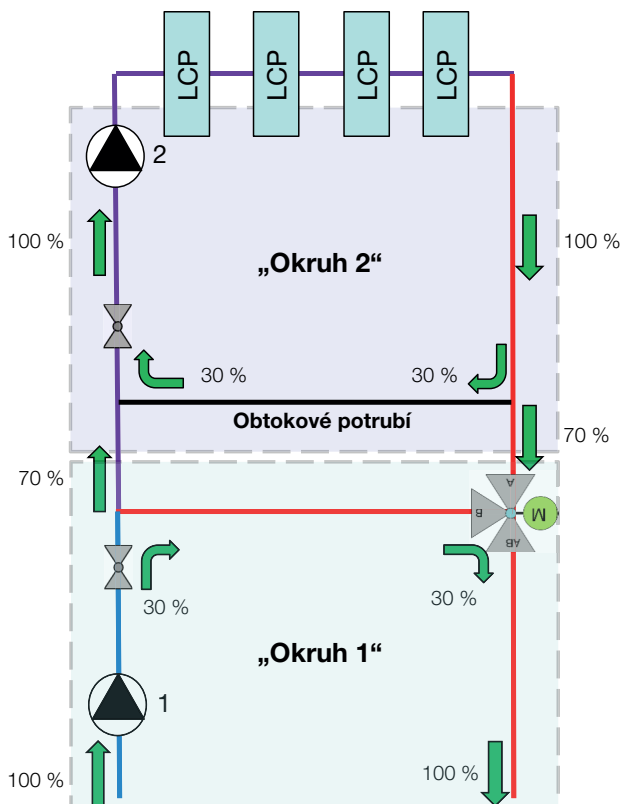 LCP LCP LCP LCP
2
100 % 100 %
„Okruh 2“
30 % 30 %
Obtokové potrubí
70 %
70 %
A
B M
AB
30 % 30 %
„Okruh 1“
1
100 % 100 %